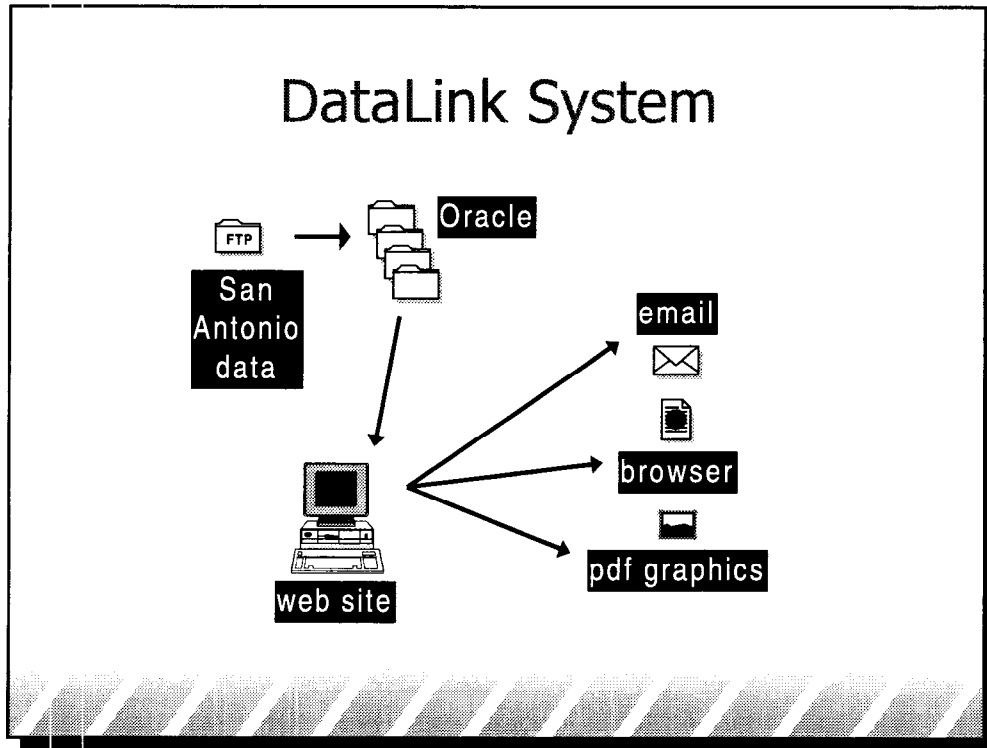 DataLink System
FTP
Oracle
San
Antonio
data
email
browser
pdf graphics
web site